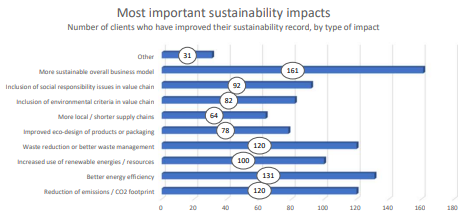 Most important sustainability impacts
Number of clients who have improved their sustainability record, by type of impact
Other 31
More sustainable overall business model 161
Inclusion of social responsibility issues in value chain 92
Inclusion of environmental criteria in value chain 82
More local / shorter supply chains 64
Improved eco-design of products or packaging 78
Waste reduction or better waste management 120
Increased use of renewable energies / resources 100
Better energy efficiency 131
Reduction of emissions / CO2 footprint 120
0 20 40 60 80 100 120 140 160 180